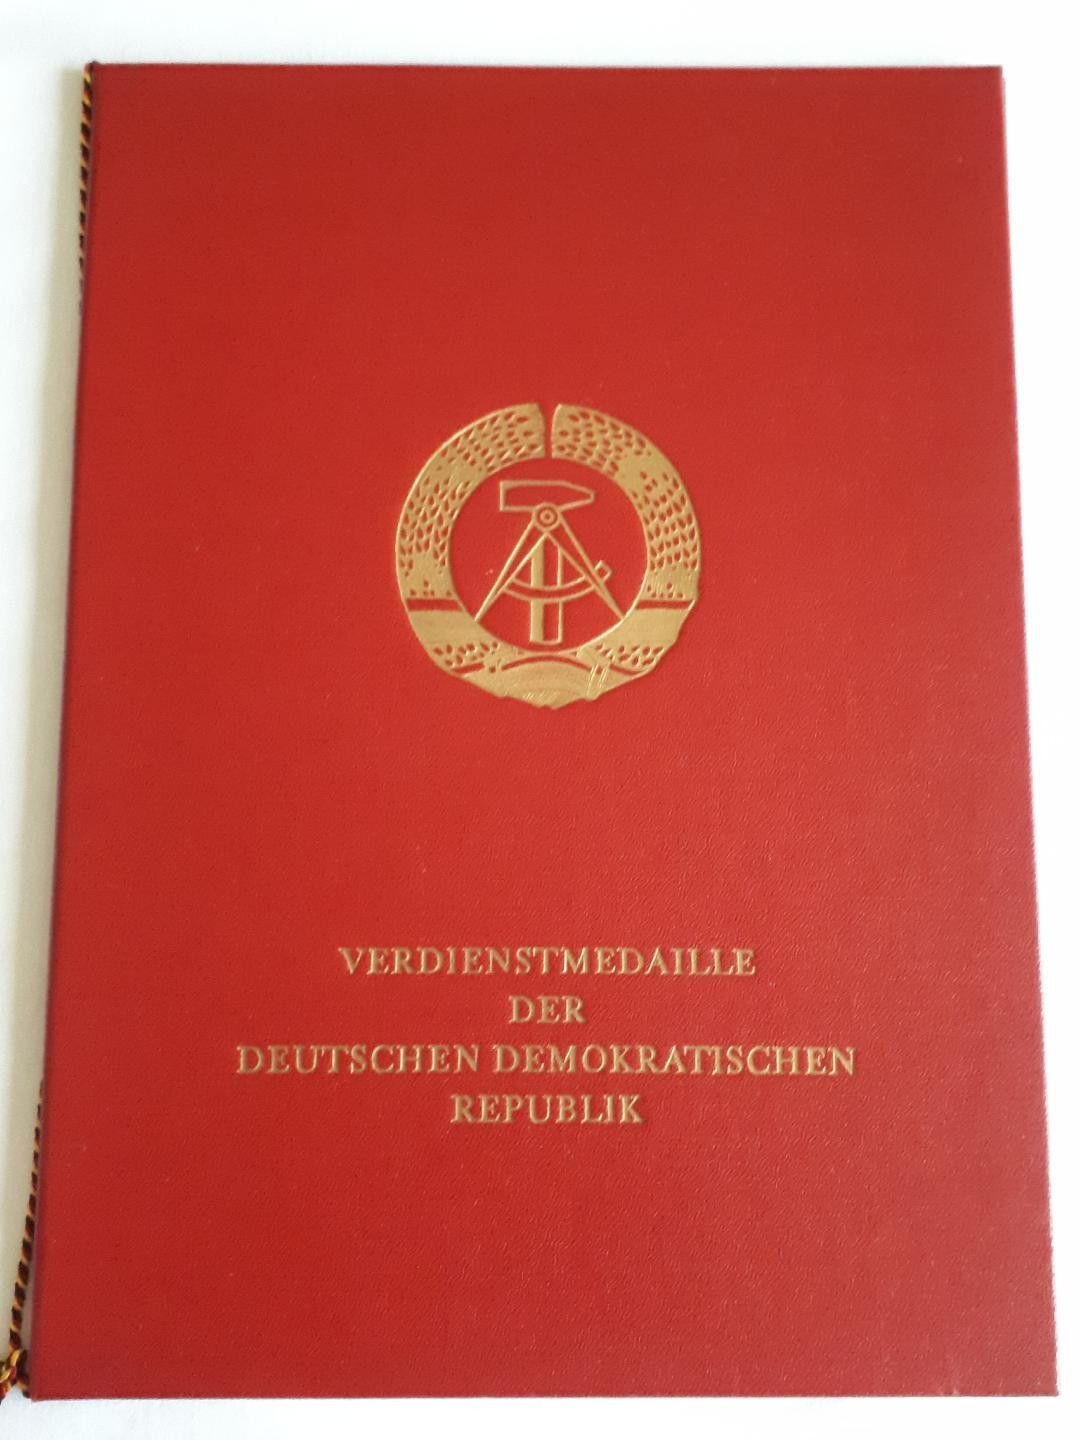 VERDIENSTMEDAILLE
DER
DEUTSCHEN DEMOKRATISCHEN
REPUBLIK